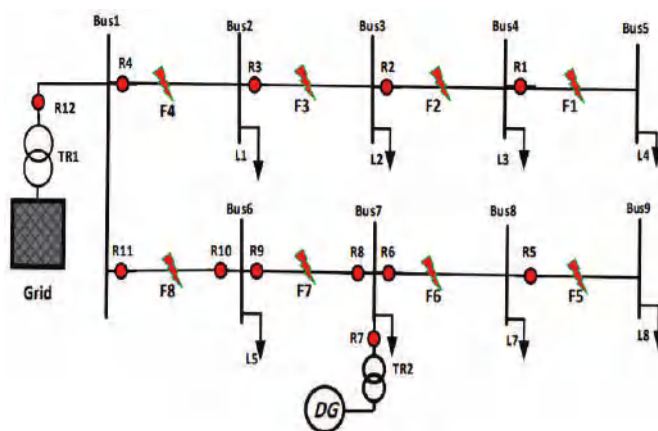 Bus1 Bus2 Bus3 Bus4 Bus5
R4 R3 R2 R1
F4 F3 F2 F1
R12
TR1
L1 L2 L3 L4
Bus6 Bus7 Bus8 Bus9
R11 R10 R9 R8 R6 R5
Grid F8 F7 F6 F5
L5 R7 L7 L8
TR2
DG